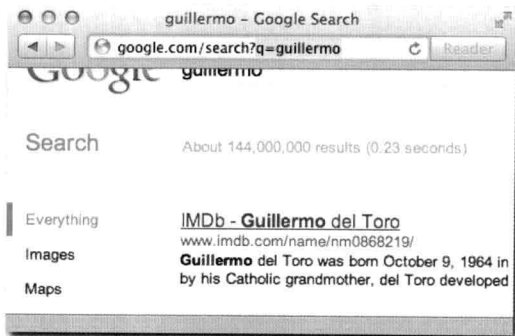 guillermo – Google Search
google.com/search?q=guillermo
Reader
Google guillermo
Search
About 144,000,000 results (0.23 seconds)
Everything
IMDb - Guillermo del Toro
www.imdb.com/name/nm0868219/
Images
Guillermo del Toro was born October 9, 1964 in
by his Catholic grandmother, del Toro developed
Maps